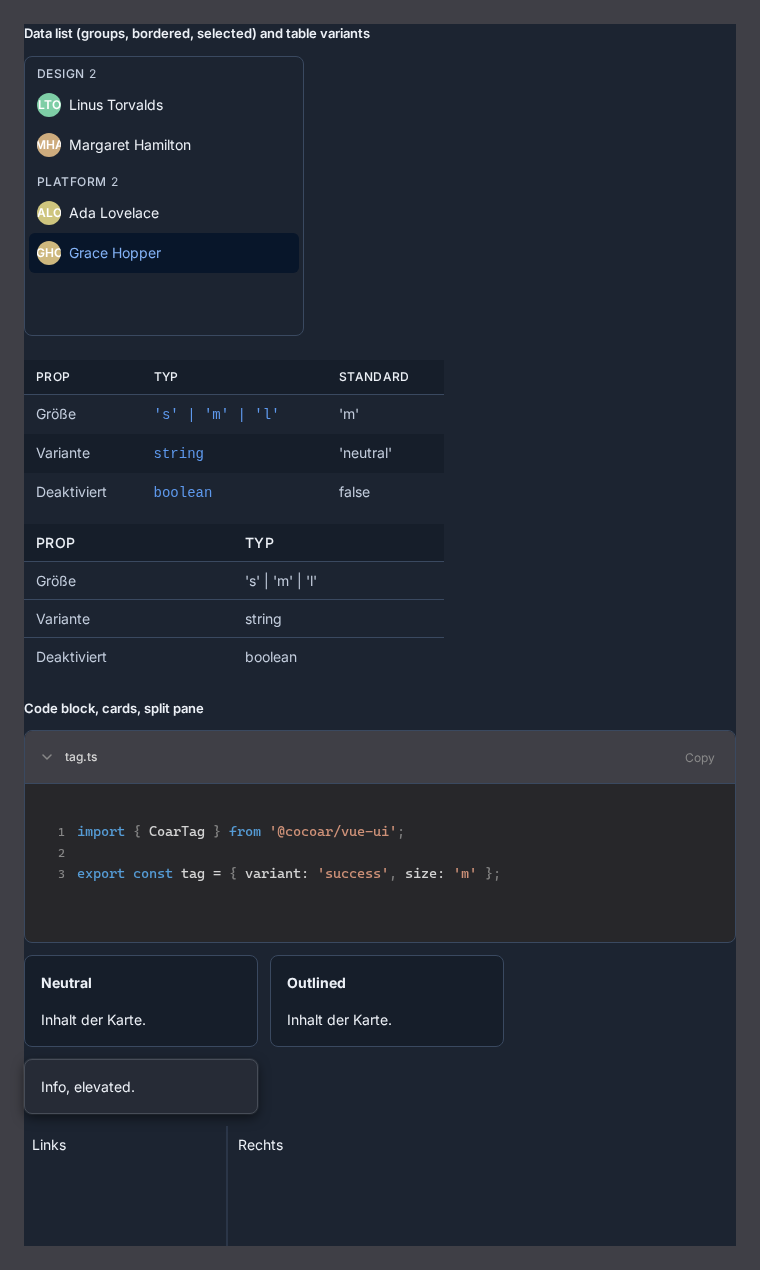 Data list (groups, bordered, selected) and table variants
DESIGN 2
LTO Linus Torvalds
MHA Margaret Hamilton
PLATFORM 2
ALO Ada Lovelace
GHO Grace Hopper
PROP TYP STANDARD
Größe 's' | 'm' | 'l' 'm'
Variante string 'neutral'
Deaktiviert boolean false
PROP TYP
Größe 's' | 'm' | 'l'
Variante string
Deaktiviert boolean
Code block, cards, split pane
tag.ts Copy
1 import { CoarTag } from '@cocoar/vue-ui';
2
3 export const tag = { variant: 'success', size: 'm' };
Neutral Outlined
Inhalt der Karte. Inhalt der Karte.
Info, elevated.
Links Rechts